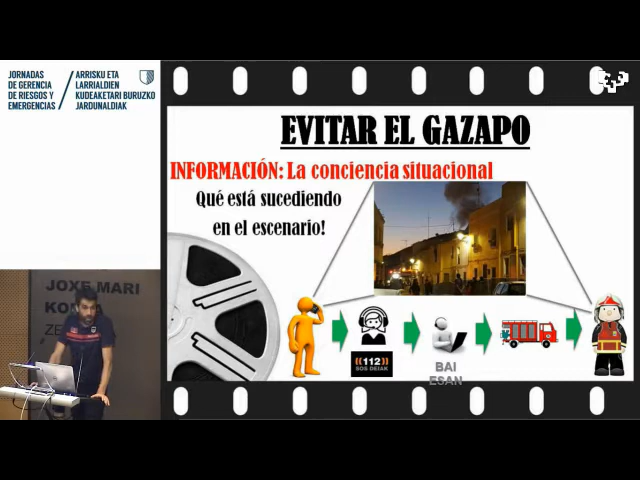 JORNADAS
DE GERENCIA
DE RIESGOS Y
EMERGENCIAS
ARRISKU ETA
LARRIALDIEN
KUDEAKETARI BURUZKO
JARDUNALDIAK
EVITAR EL GAZAPO
INFORMACIÓN: La conciencia situacional
Qué está sucediendo
en el escenario!
((112))
SOS DEIAK
BAI
ESAN
JOXE MARI